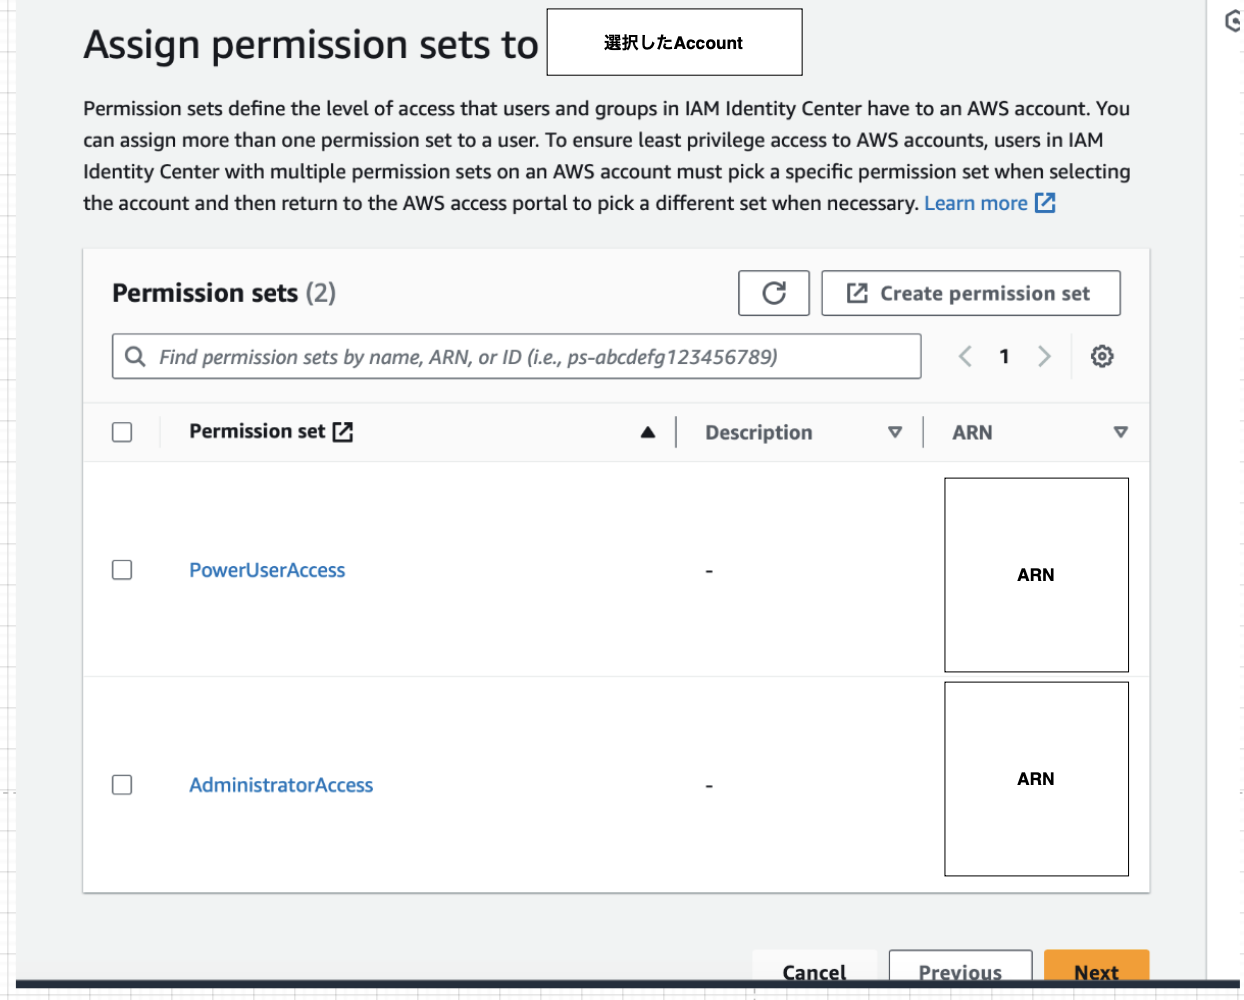 Assign permission sets to 選択したAccount
Permission sets define the level of access that users and groups in IAM Identity Center have to an AWS account. You
can assign more than one permission set to a user. To ensure least privilege access to AWS accounts, users in IAM
Identity Center with multiple permission sets on an AWS account must pick a specific permission set when selecting
the account and then return to the AWS access portal to pick a different set when necessary. Learn more
Permission sets (2) Create permission set
Find permission sets by name, ARN, or ID (i.e., ps-abcdefg123456789) 1
Permission set Description ARN
PowerUserAccess - ARN
AdministratorAccess - ARN
Cancel Previous Next